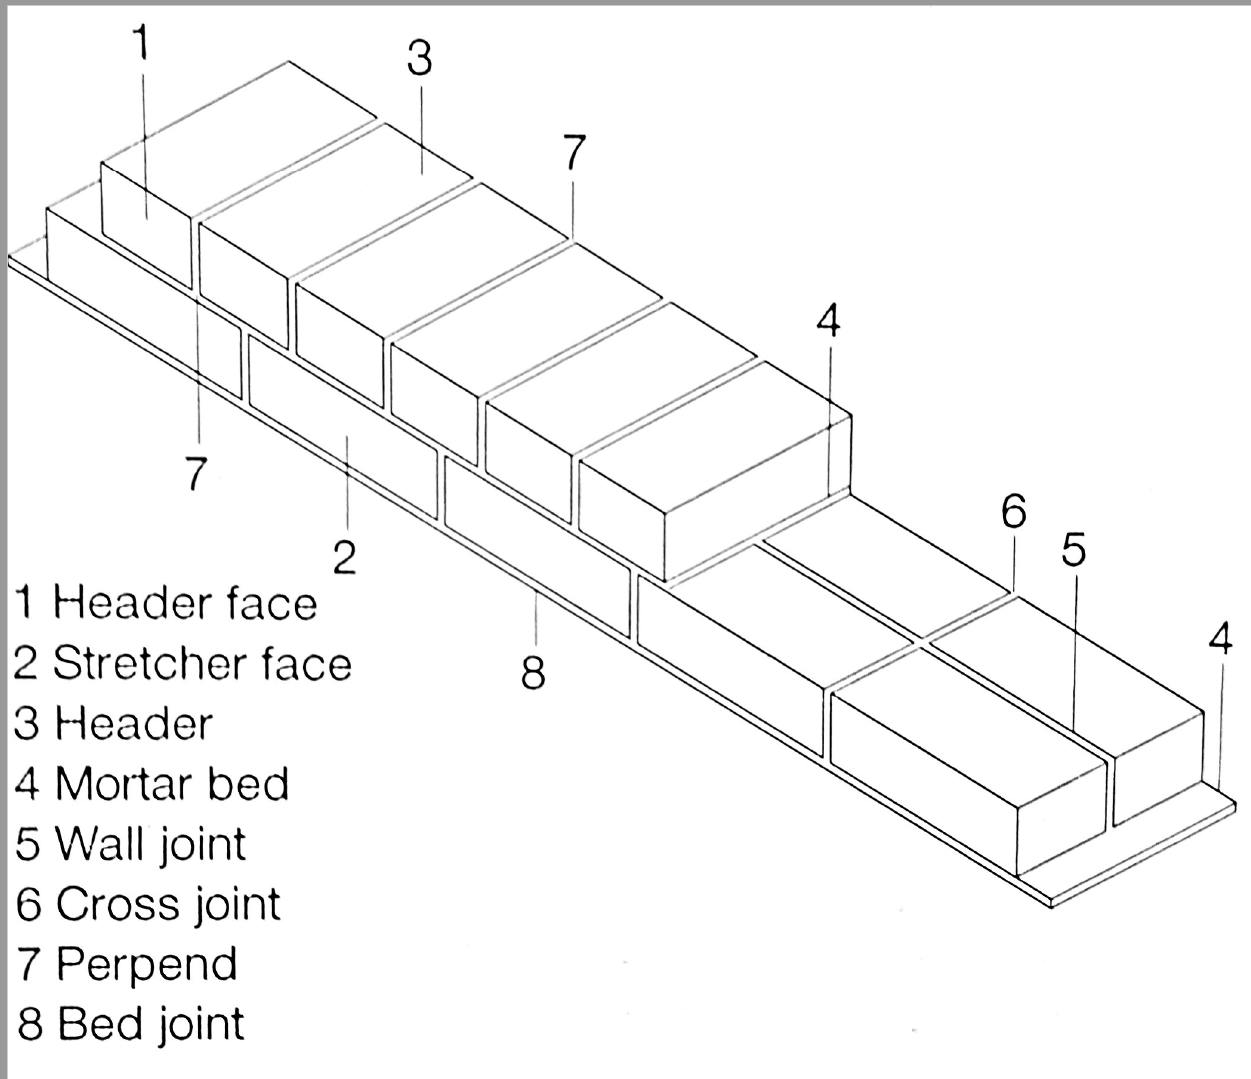 1
3
7
4
7
6
5
2
4
8
1 Header face
2 Stretcher face
3 Header
4 Mortar bed
5 Wall joint
6 Cross joint
7 Perpend
8 Bed joint